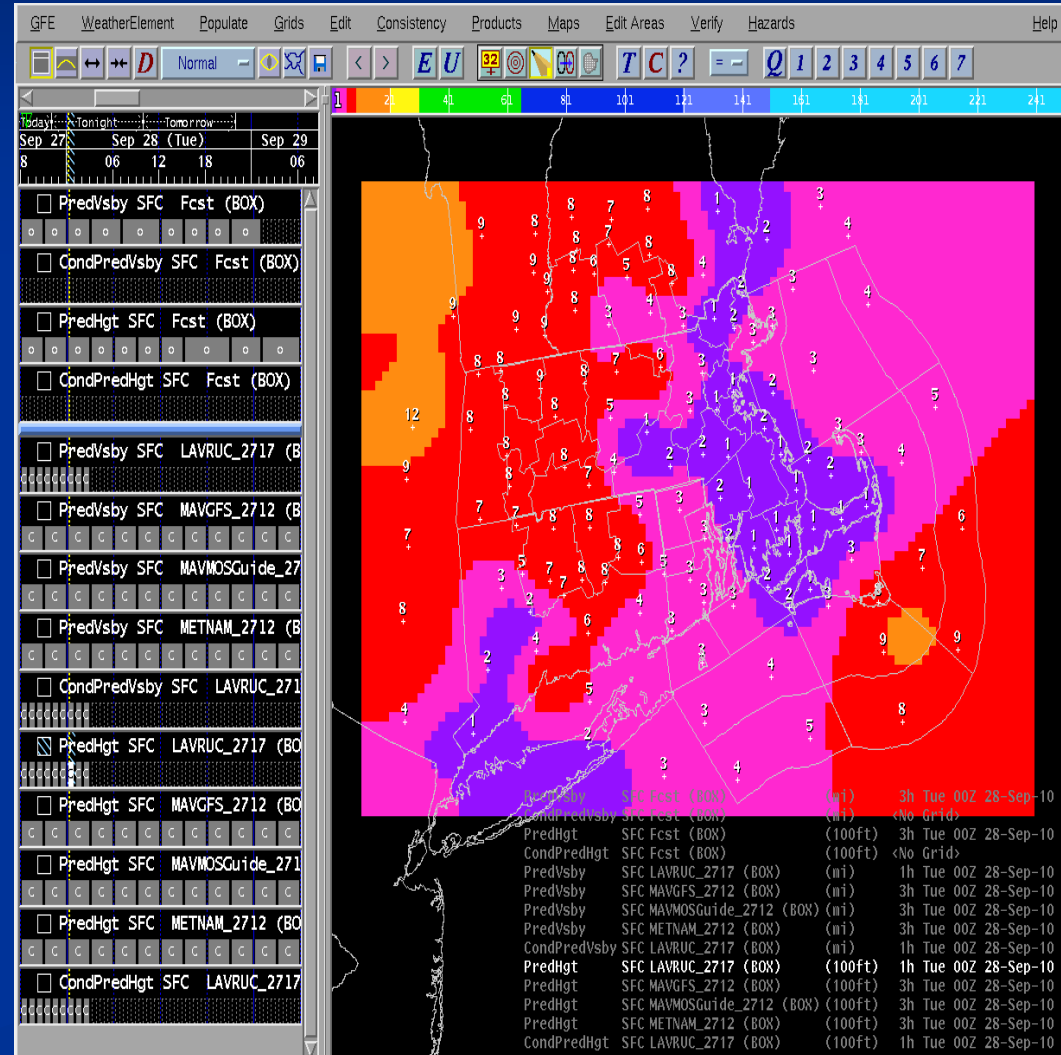 GFE WeatherElement Populate Grids Edit Consistency Products Maps Edit Areas Verify Hazards Help
D Normal < > E U 32 T C ? = Q 1 2 3 4 5 6 7
1 21 41 61 81 101 121 141 161 181 201 221 241
Today Tonight Tomorrow
Sep 27 Sep 28 (Tue) Sep 29
8 06 12 18 06
PredVsby SFC Fcst (BOX)
CondPredVsby SFC Fcst (BOX)
PredHgt SFC Fcst (BOX)
CondPredHgt SFC Fcst (BOX)
PredVsby SFC LAVRUC_2717 (B
PredVsby SFC MAVGFS_2712 (B
PredVsby SFC MAVMOSGuide_27
PredVsby SFC METNAM_2712 (B
CondPredVsby SFC LAVRUC_271
PredHgt SFC LAVRUC_2717 (BO
PredHgt SFC MAVGFS_2712 (BO
PredHgt SFC MAVMOSGuide_271
PredHgt SFC METNAM_2712 (BO
CondPredHgt SFC LAVRUC_2717
PredVsby SFC Fcst (BOX) (mi) 3h Tue 00Z 28-Sep-10
CondPredVsby SFC Fcst (BOX) (mi) <No Grid>
PredHgt SFC Fcst (BOX) (100ft) 3h Tue 00Z 28-Sep-10
CondPredHgt SFC Fcst (BOX) (100ft) <No Grid>
PredVsby SFC LAVRUC_2717 (BOX) (mi) 1h Tue 00Z 28-Sep-10
PredVsby SFC MAVGFS_2712 (BOX) (mi) 3h Tue 00Z 28-Sep-10
PredVsby SFC MAVMOSGuide_2712 (BOX) (mi) 3h Tue 00Z 28-Sep-10
PredVsby SFC METNAM_2712 (BOX) (mi) 3h Tue 00Z 28-Sep-10
CondPredVsby SFC LAVRUC_2717 (BOX) (mi) 1h Tue 00Z 28-Sep-10
PredHgt SFC LAVRUC_2717 (BOX) (100ft) 1h Tue 00Z 28-Sep-10
PredHgt SFC MAVGFS_2712 (BOX) (100ft) 3h Tue 00Z 28-Sep-10
PredHgt SFC MAVMOSGuide_2712 (BOX) (100ft) 3h Tue 00Z 28-Sep-10
PredHgt SFC METNAM_2712 (BOX) (100ft) 3h Tue 00Z 28-Sep-10
CondPredHgt SFC LAVRUC_2717 (BOX) (100ft) 1h Tue 00Z 28-Sep-10